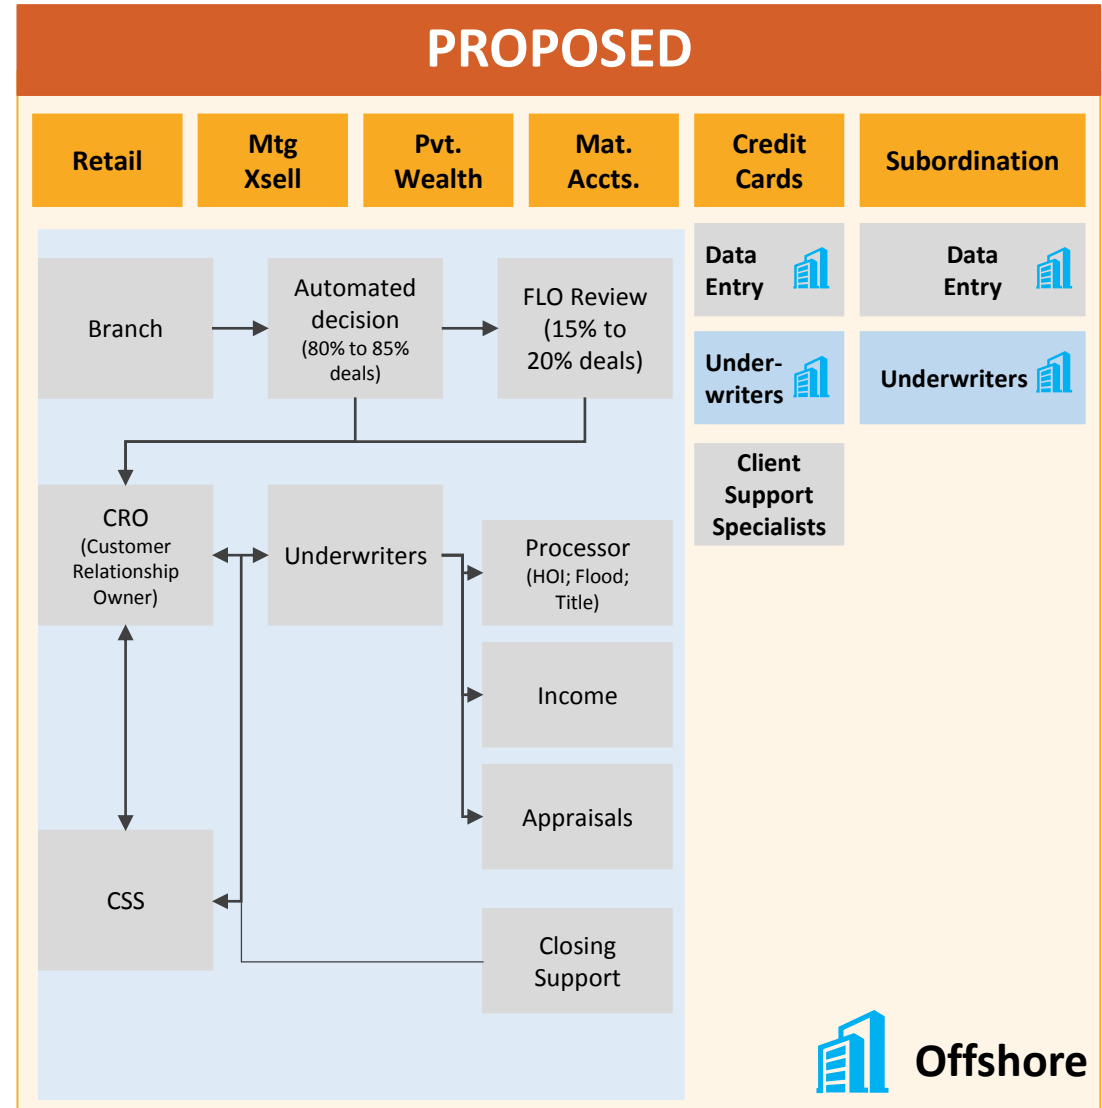 PROPOSED
Retail
Mtg
Xsell
Pvt.
Wealth
Mat.
Accts.
Credit
Cards
Subordination
Branch
Automated
decision
(80% to 85%
deals)
FLO Review
(15% to
20% deals)
Data
Entry
Data
Entry
Under-
writers
Underwriters
Client
Support
Specialists
CRO
(Customer
Relationship
Owner)
Underwriters
Processor
(HOI; Flood;
Title)
Income
Appraisals
CSS
Closing
Support
Offshore